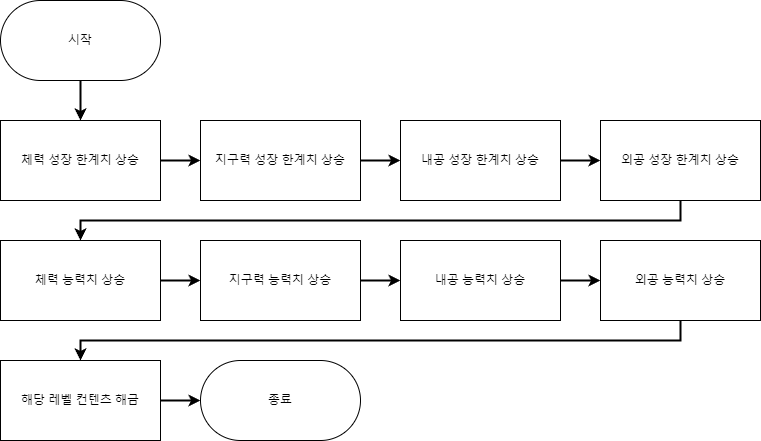 시작
체력 성장 한계치 상승
지구력 성장 한계치 상승
내공 성장 한계치 상승
외공 성장 한계치 상승
체력 능력치 상승
지구력 능력치 상승
내공 능력치 상승
외공 능력치 상승
해당 레벨 컨텐츠 해금
종료